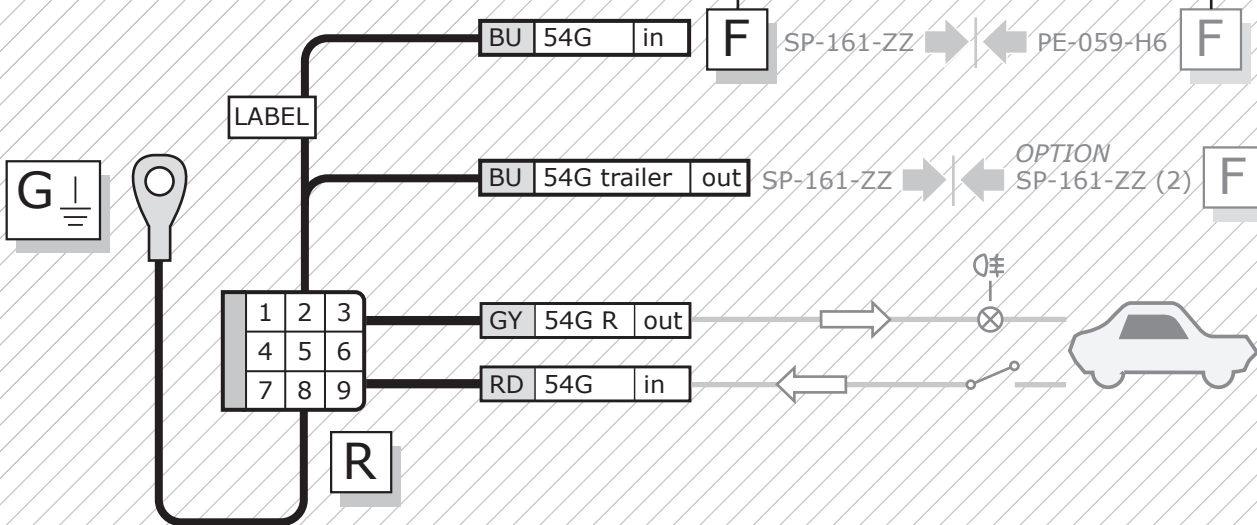 BU 54G in F SP-161-ZZ PE-059-H6 F
LABEL
OPTION
G BU 54G trailer out SP-161-ZZ SP-161-ZZ (2) F
1 2 3 GY 54G R out
4 5 6
7 8 9 RD 54G in
R